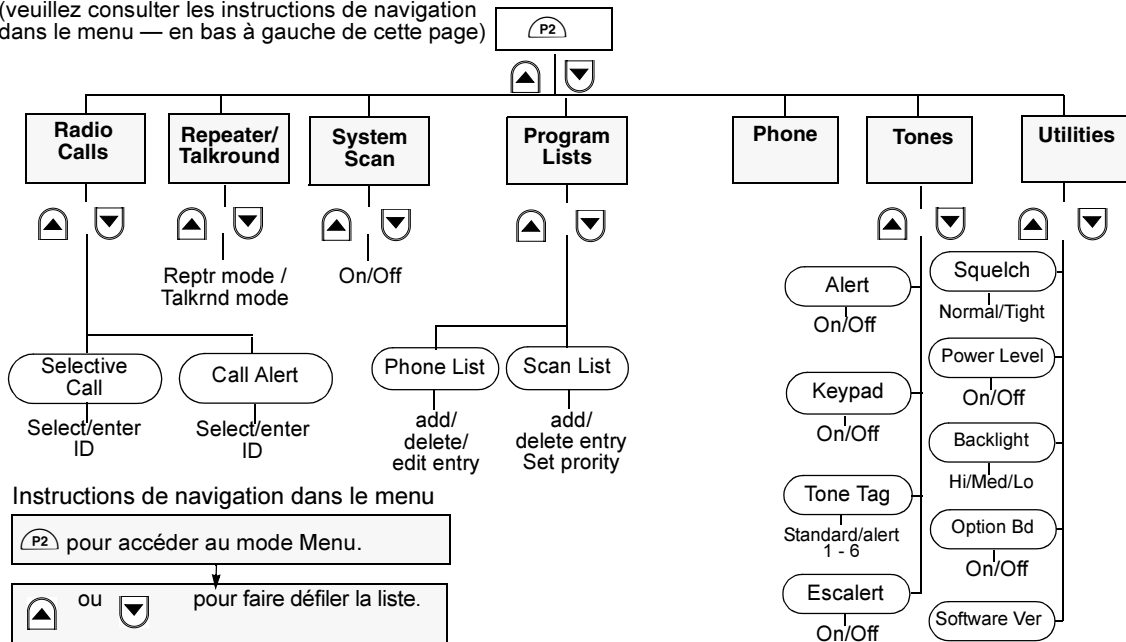 (veuillez consulter les instructions de navigation
dans le menu — en bas à gauche de cette page)
P2
Radio
Calls
Repeater/
Talkround
System
Scan
Program
Lists
Phone
Tones
Utilities
Reptr mode /
Talkrnd mode
On/Off
Selective
Call
Select/enter
ID
Call Alert
Select/enter
ID
Phone List
add/
delete/
edit entry
Scan List
add/
delete entry
Set prority
Alert
On/Off
Keypad
On/Off
Tone Tag
Standard/alert
1 - 6
Escalert
On/Off
Squelch
Normal/Tight
Power Level
On/Off
Backlight
Hi/Med/Lo
Option Bd
On/Off
Software Ver
Instructions de navigation dans le menu
P2 pour accéder au mode Menu.
ou pour faire défiler la liste.